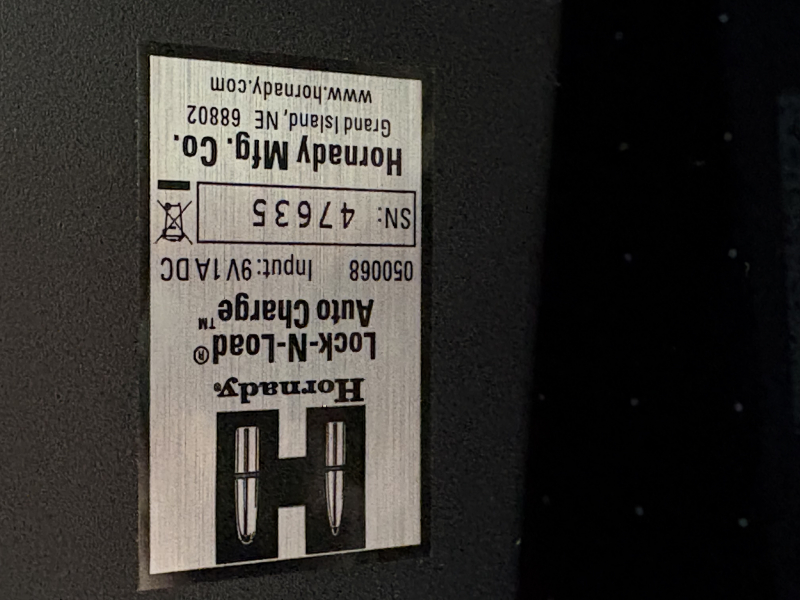 Hornady®
Lock-N-Load®
Auto Charge™
050068 Input: 9V 1A DC
SN: 47635
Hornady Mfg. Co.
Grand Island, NE 68802
www.hornady.com